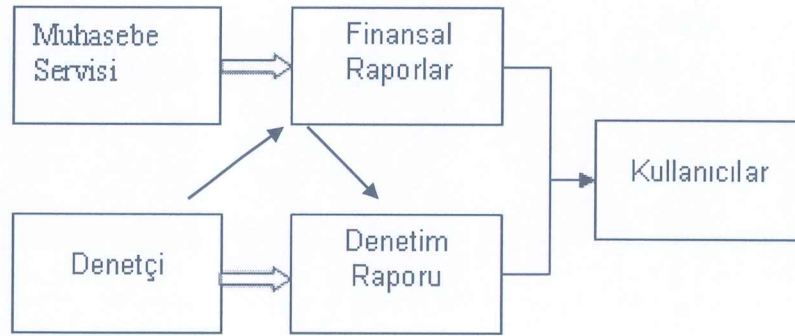 Muhasebe
Servisi
Finansal
Raporlar
Kullanıcılar
Denetçi
Denetim
Raporu